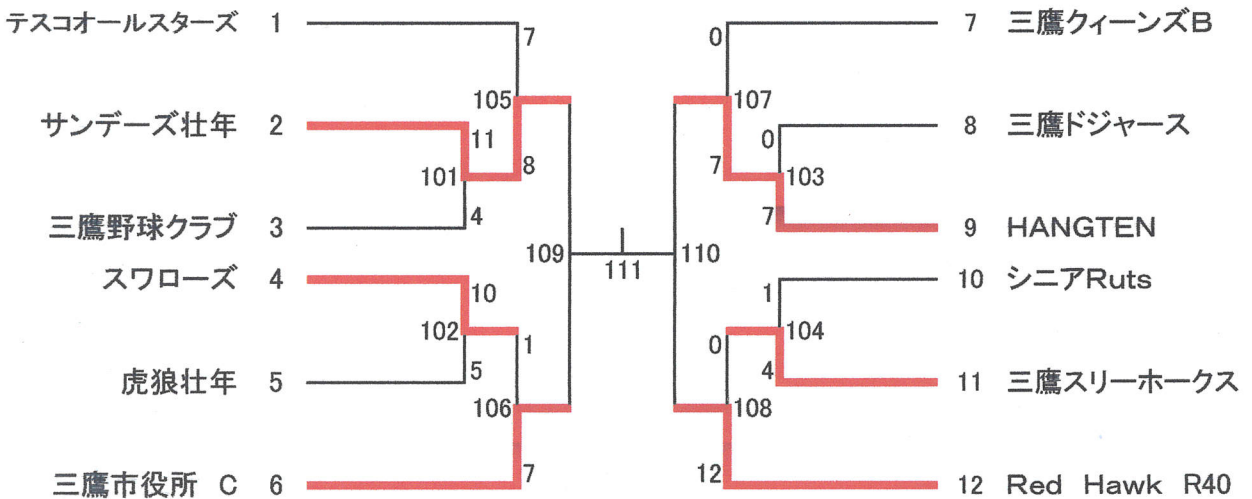 テスコオールスターズ 1
7
105
サンデーズ壮年 2
11
101
8
4
三鷹野球クラブ 3
スワローズ 4
10
102
1
5
虎狼壮年 5
106
7
三鷹市役所 C 6
109
111
110
0
7 三鷹クィーンズB
107
8 三鷹ドジャース
0
7
103
7
9 HANGTEN
10 シニアRuts
1
0
104
4
11 三鷹スリーホークス
108
12
12 Red Hawk R40